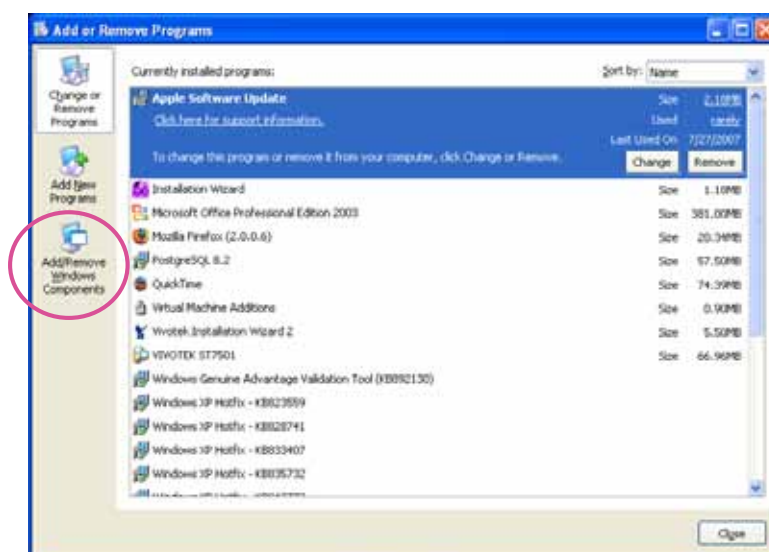 Add or Remove Programs
Change or
Remove
Programs
Add New
Programs
Add/Remove
Windows
Components
Currently installed programs:
Sort by: Name
Apple Software Update
Size 2.18MB
Click here for support information.
Used rarely
Last Used On 7/27/2007
To change this program or remove it from your computer, click Change or Remove.
Change Remove
Installation Wizard Size 1.10MB
Microsoft Office Professional Edition 2003 Size 381.00MB
Mozilla Firefox (2.0.0.6) Size 20.34MB
PostgreSQL 8.2 Size 57.50MB
QuickTime Size 74.39MB
Virtual Machine Additions Size 0.90MB
Vivotek Installation Wizard 2 Size 5.50MB
VIVOTEK ST7501 Size 66.96MB
Windows Genuine Advantage Validation Tool (KB892130)
Windows XP Hotfix - KB823559
Windows XP Hotfix - KB828741
Windows XP Hotfix - KB833407
Windows XP Hotfix - KB835732
Close